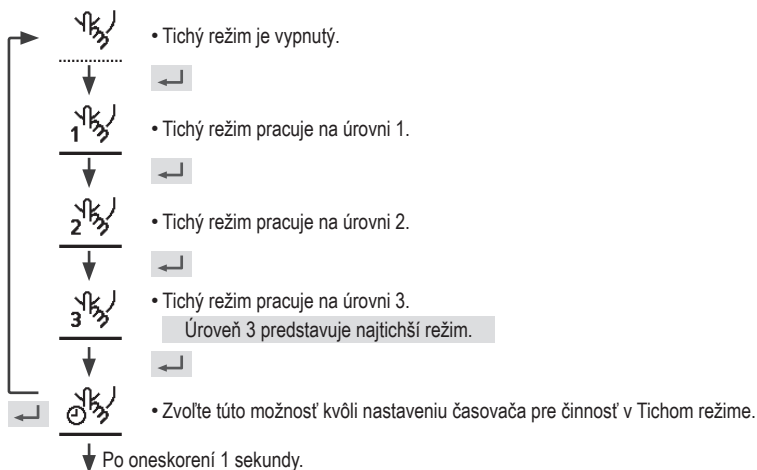 • Tichý režim je vypnutý.
1
• Tichý režim pracuje na úrovni 1.
2
• Tichý režim pracuje na úrovni 2.
3
• Tichý režim pracuje na úrovni 3.
Úroveň 3 predstavuje najtichší režim.
• Zvoľte túto možnosť kvôli nastaveniu časovača pre činnosť v Tichom režime.
Po oneskorení 1 sekundy.